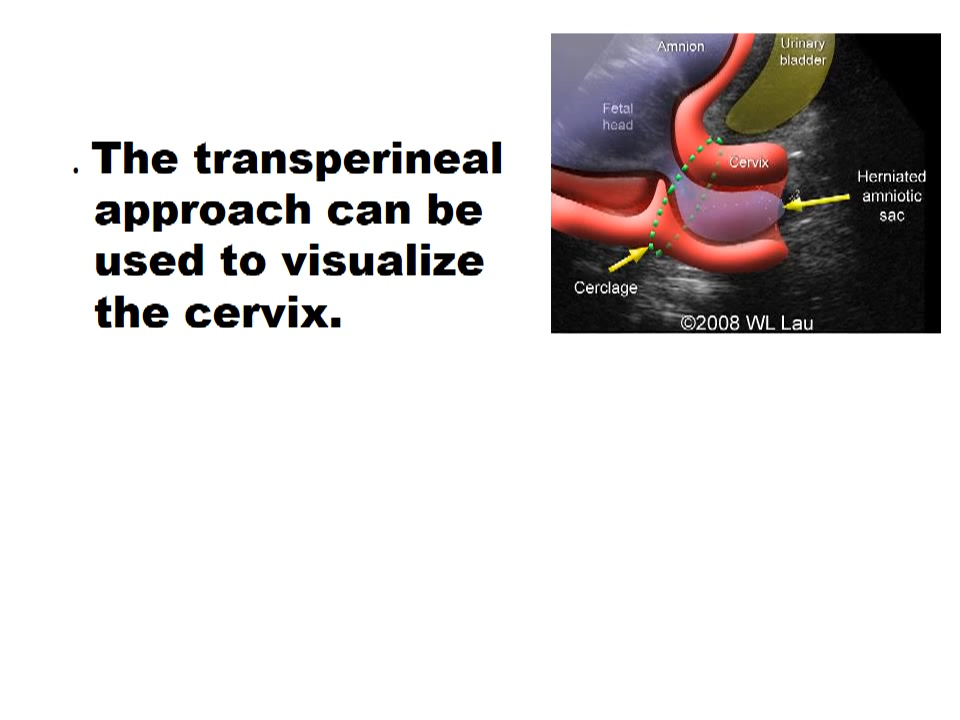 . The transperineal
approach can be
used to visualize
the cervix.
Amnion
Urinary
bladder
Fetal
head
Cervix
Herniated
amniotic
sac
Cerclage
©2008 WL Lau